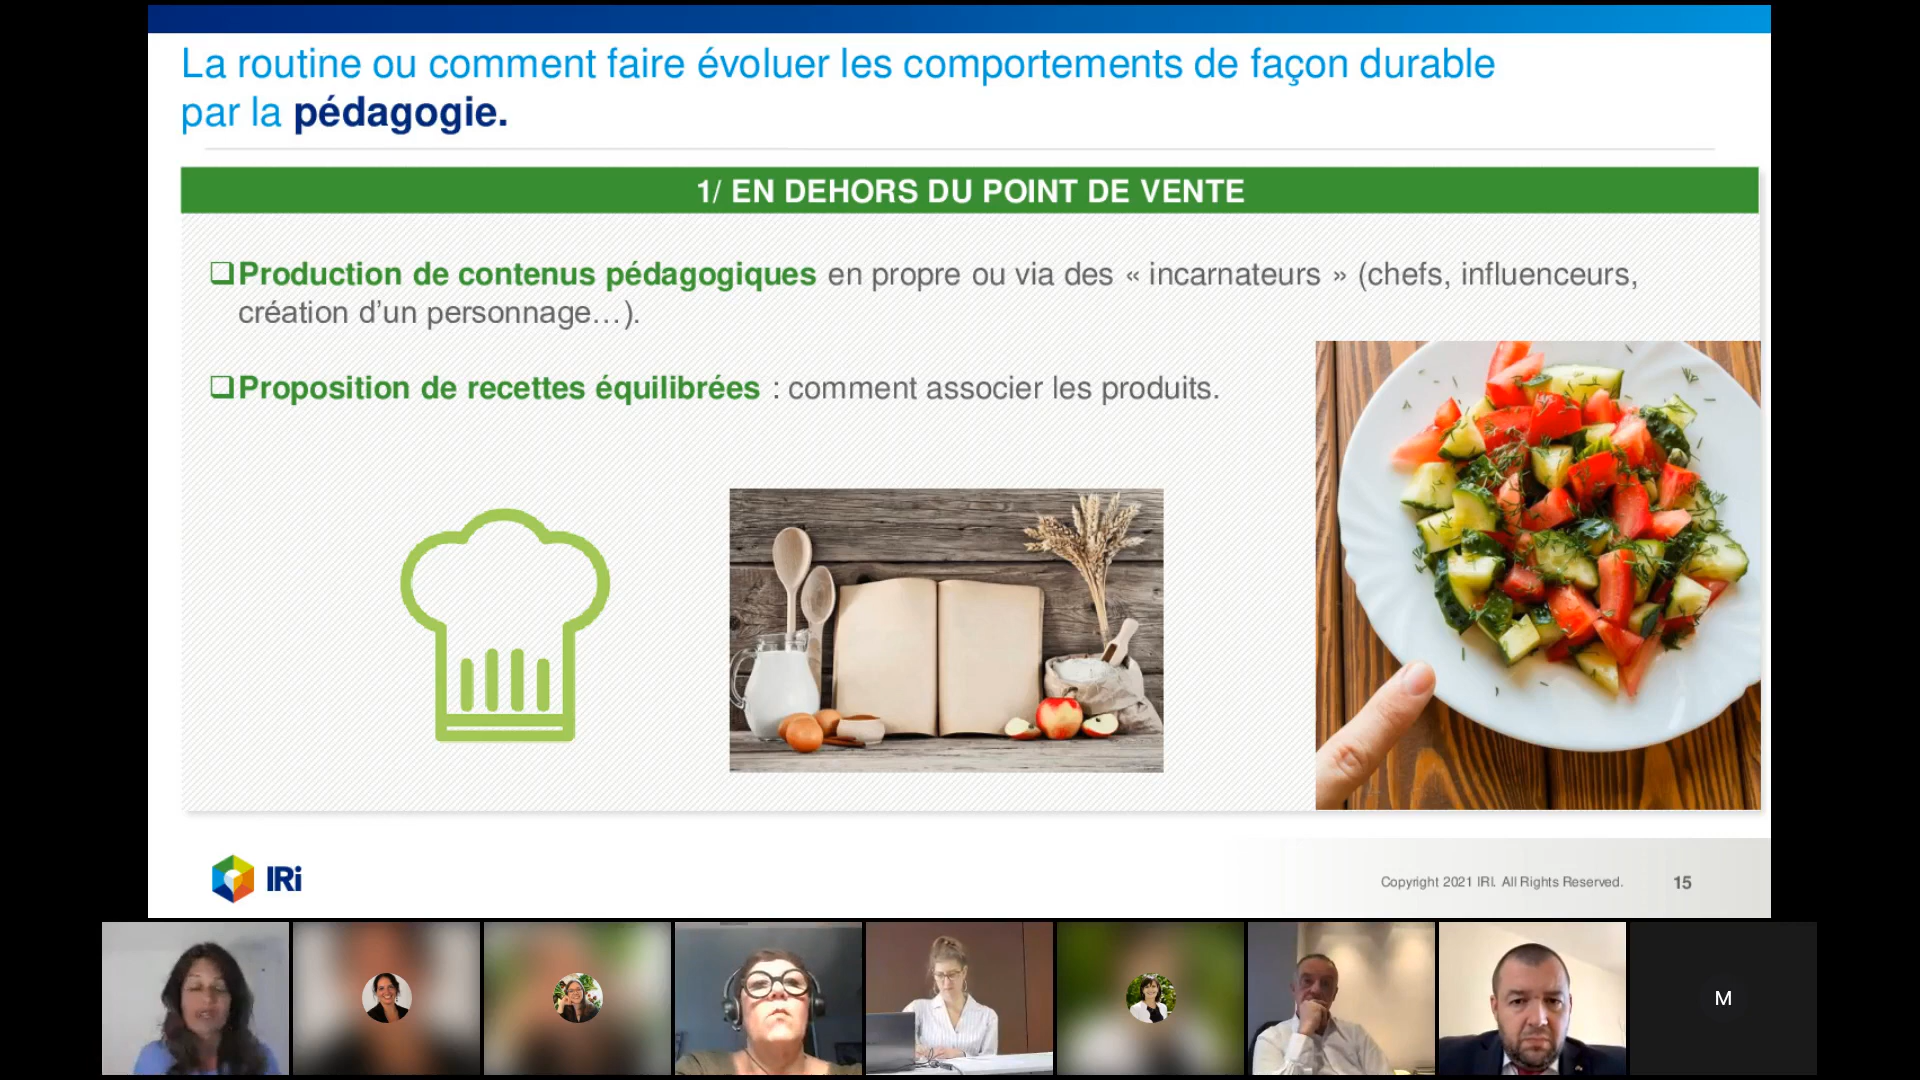 La routine ou comment faire évoluer les comportements de façon durable
par la pédagogie.
1/ EN DEHORS DU POINT DE VENTE
❑Production de contenus pédagogiques en propre ou via des « incarnateurs » (chefs, influenceurs,
création d’un personnage…).
❑Proposition de recettes équilibrées : comment associer les produits.
IRi
Copyright 2021 IRI. All Rights Reserved.
15
M